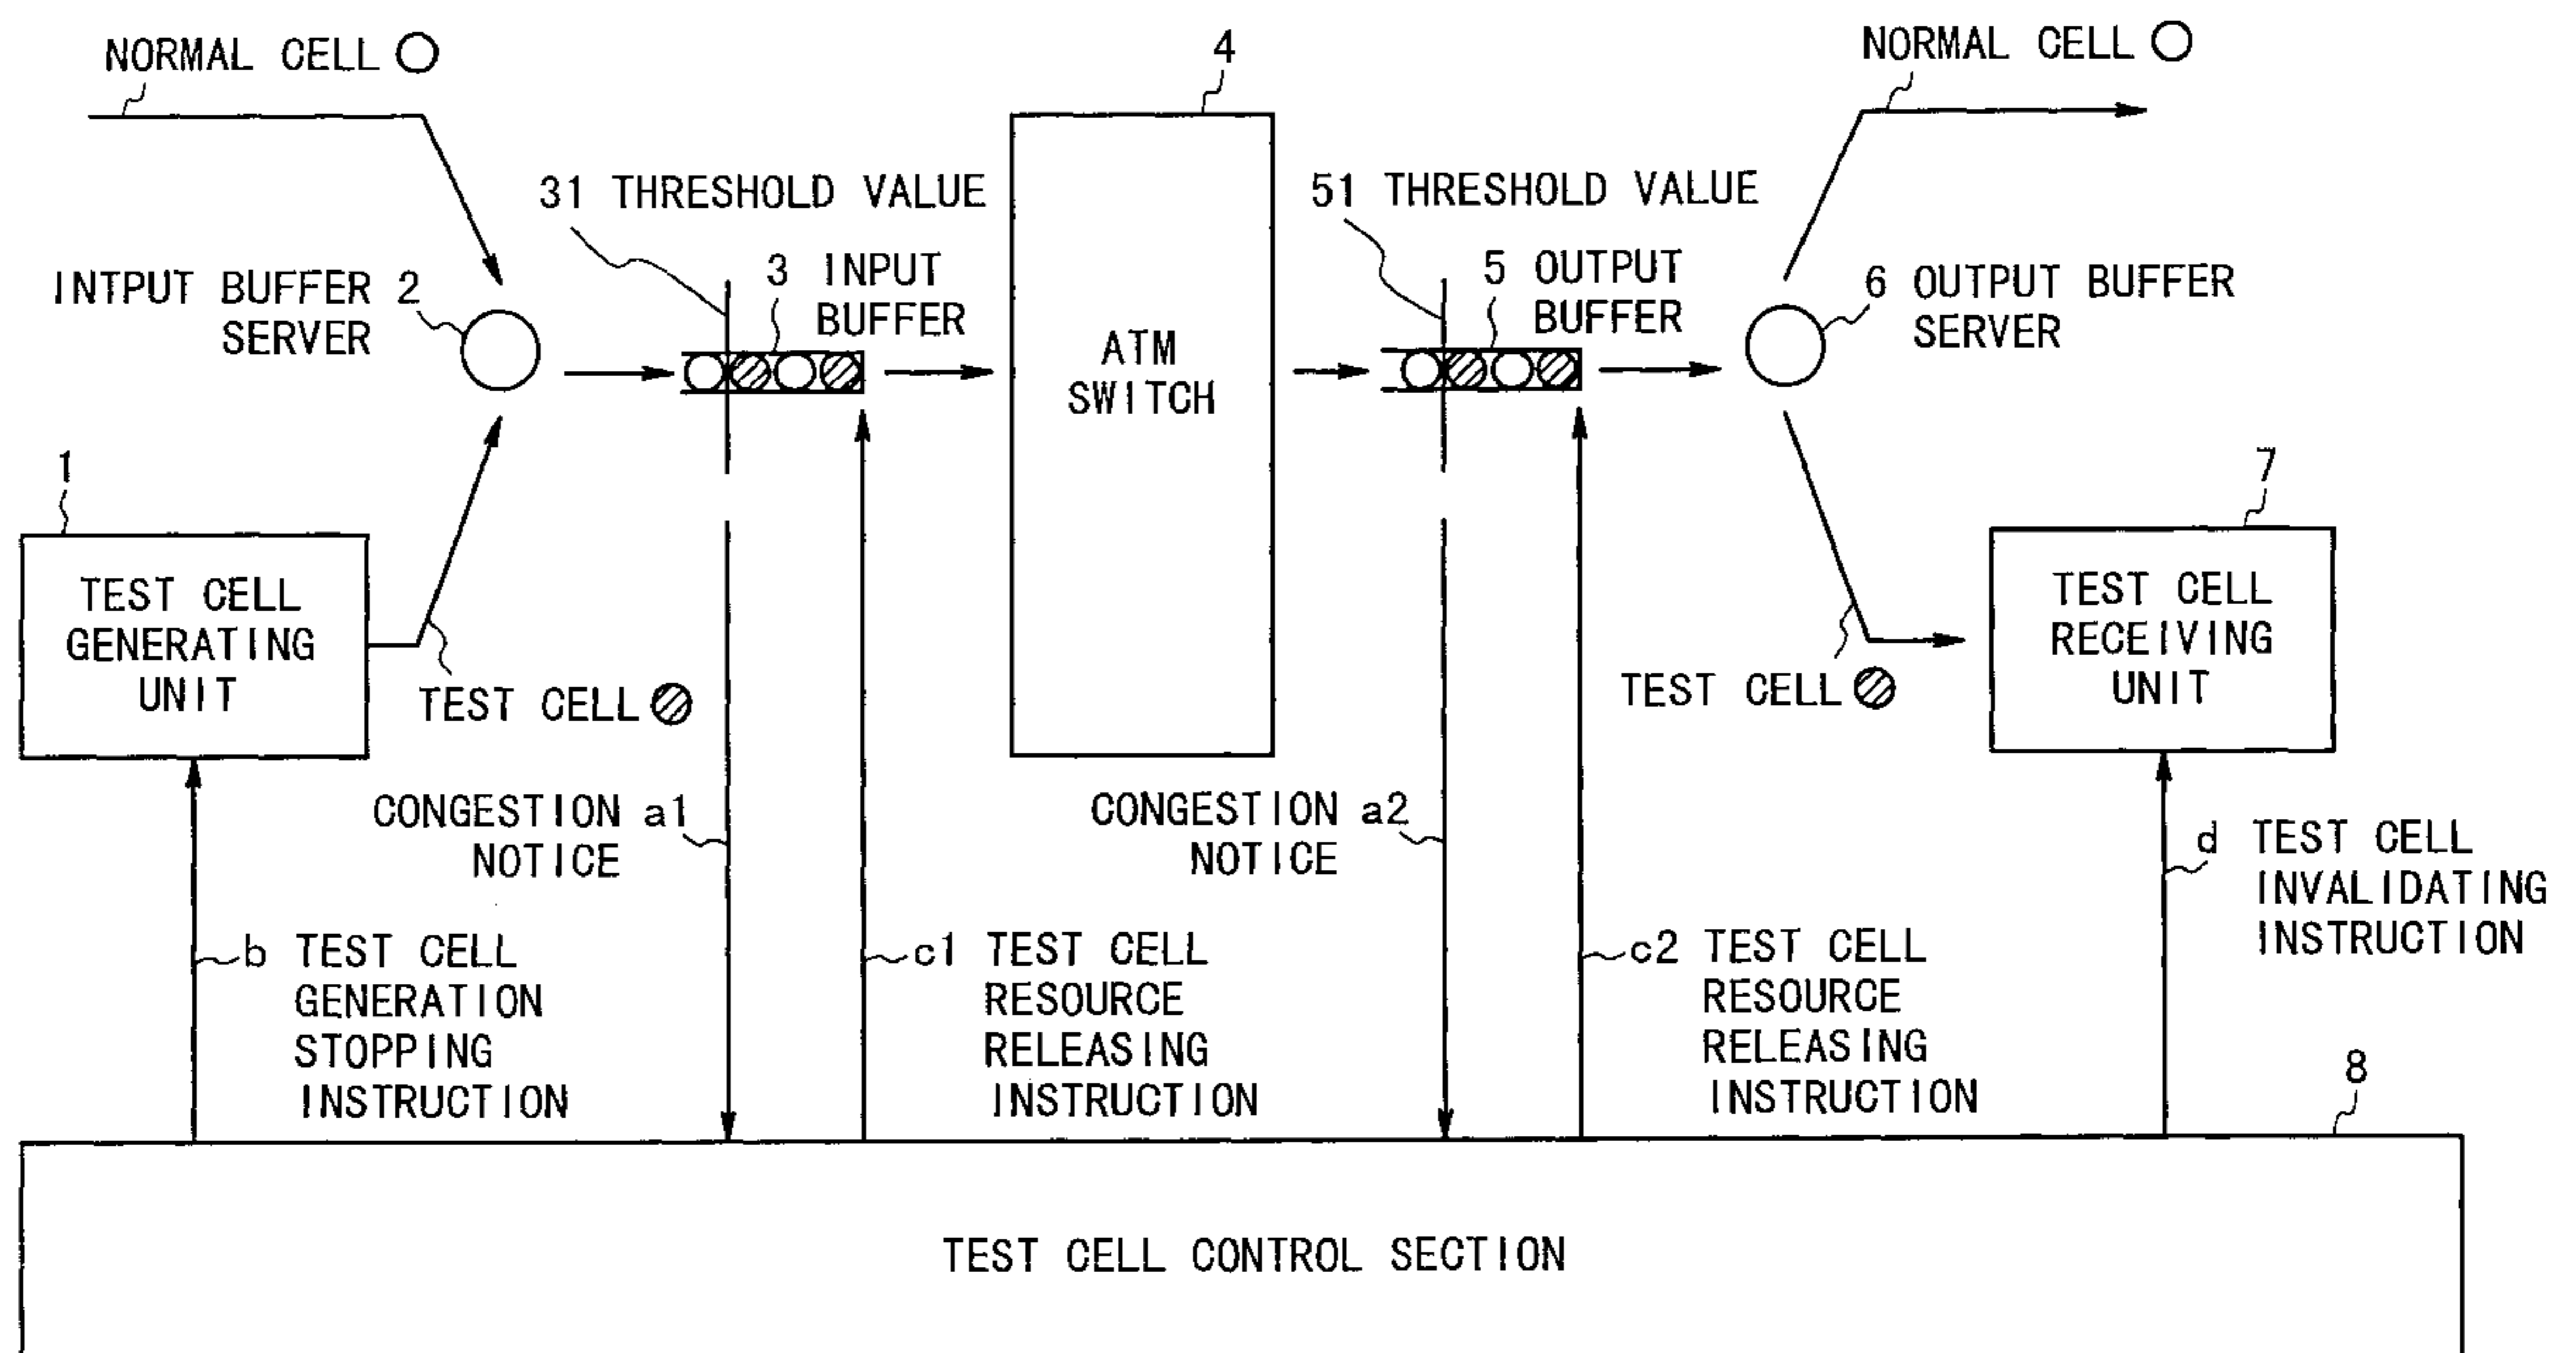 NORMAL CELL
4
NORMAL CELL
31 THRESHOLD VALUE
51 THRESHOLD VALUE
INTPUT BUFFER 2
SERVER
3 INPUT
BUFFER
ATM
SWITCH
5 OUTPUT
BUFFER
6 OUTPUT BUFFER
SERVER
1
TEST CELL
GENERATING
UNIT
TEST CELL
7
TEST CELL
RECEIVING
UNIT
TEST CELL
CONGESTION a1
NOTICE
CONGESTION a2
NOTICE
d TEST CELL
INVALIDATING
INSTRUCTION
b TEST CELL
GENERATION
STOPPING
INSTRUCTION
c1 TEST CELL
RESOURCE
RELEASING
INSTRUCTION
c2 TEST CELL
RESOURCE
RELEASING
INSTRUCTION
8
TEST CELL CONTROL SECTION